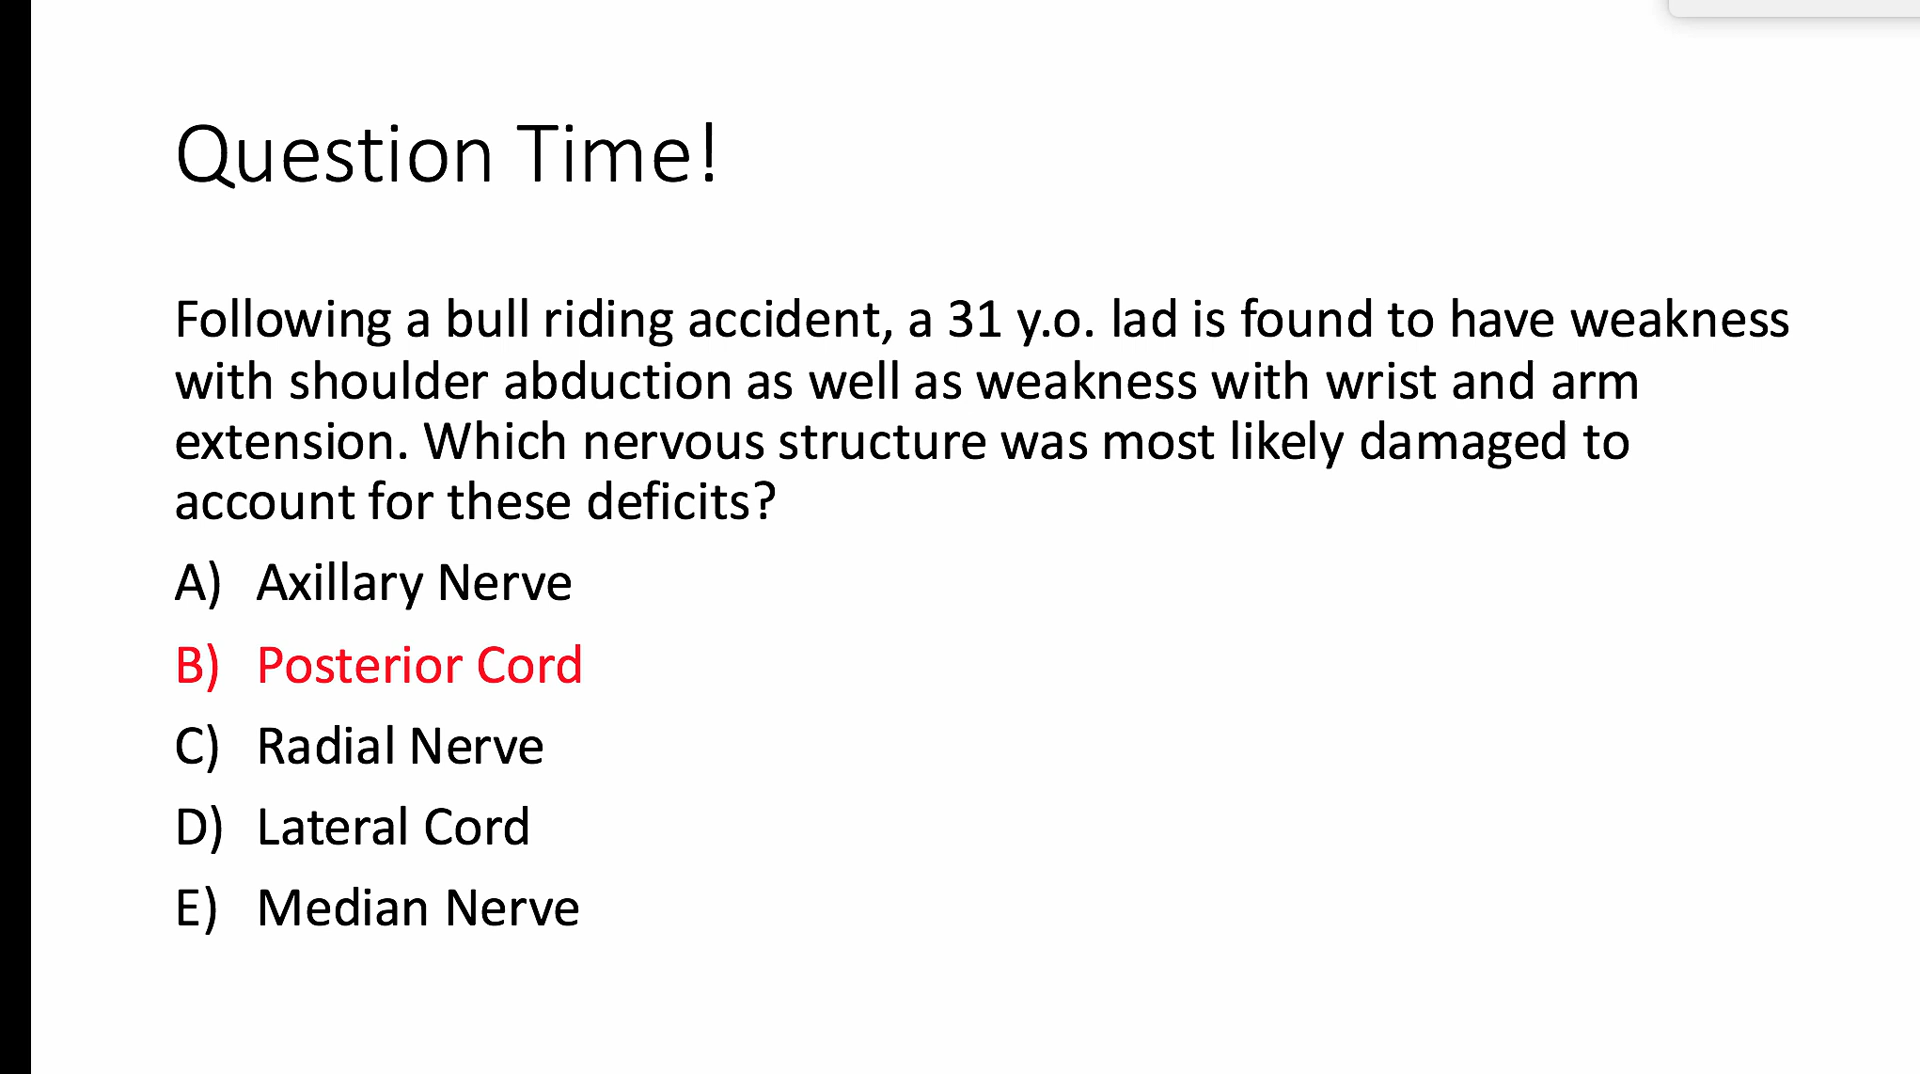 Question Time!
Following a bull riding accident, a 31 y.o. lad is found to have weakness
with shoulder abduction as well as weakness with wrist and arm
extension. Which nervous structure was most likely damaged to
account for these deficits?
A) Axillary Nerve
B) Posterior Cord
C) Radial Nerve
D) Lateral Cord
E) Median Nerve